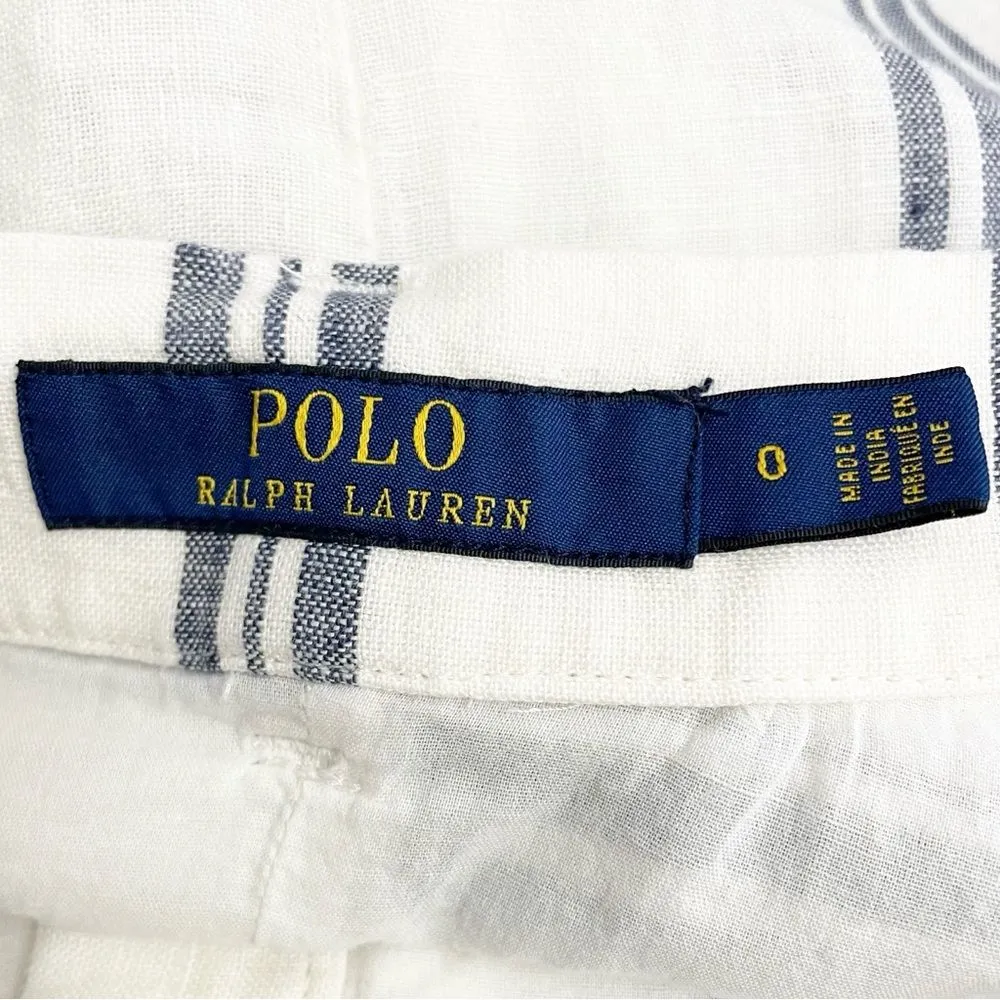 POLO
RALPH LAUREN
0
MADE IN
INDIA
FABRIQUÉ EN
INDE